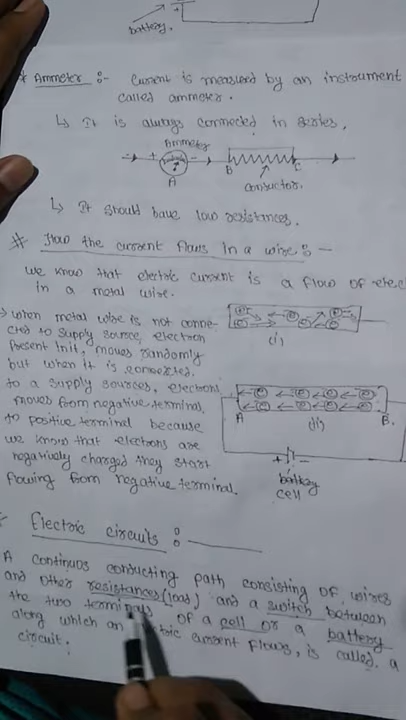 battery.
* Ammeter :- Current is measured by an instrument
called ammeter.
↳ It is always connected in series.
Ammeter
- + -
A B C
conductor.
↳ It should have low resistances.
# How the current flows In a wire :-
we know that electric current is a flow of elec
in a metal wire.
→ when metal wire is not conne-
cted to supply source, electron
Present init, moves randomly
but when it is connected.
to a supply sources, electrons
moves from negative terminal
to positive terminal because
we know that electrons are
negatively charged they start
flowing from negative terminal.
(i)
A (ii) B.
+ -
battery
cell
Electric circuits :-
A continuos conducting path consisting of wires
and other resistances (load) and a switch between
the two terminals of a cell or a battery
along which an electric current flows, is called a
circuit.